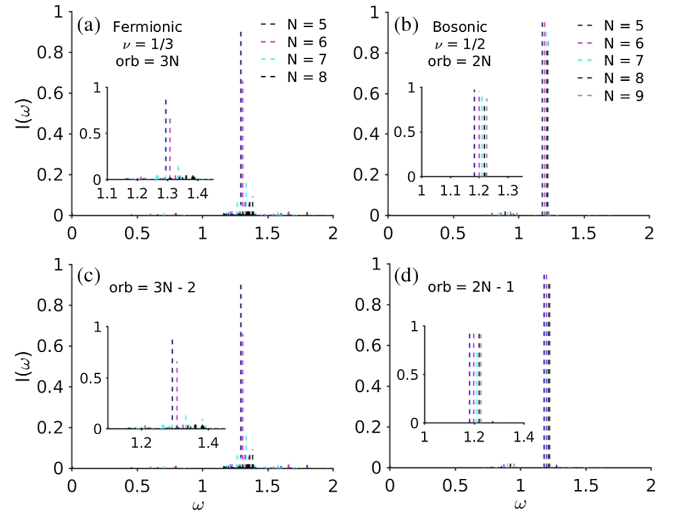 (a)
Fermionic
ν = 1/3
orb = 3N
N = 5
N = 6
N = 7
N = 8
I(ω)
1
0.8
0.6
0.4
0.2
0
0
0.5
1
1.5
2
ω
1
0.5
0
1.1
1.2
1.3
1.4
(b)
Bosonic
ν = 1/2
orb = 2N
N = 5
N = 6
N = 7
N = 8
N = 9
1
0.8
0.6
0.4
0.2
0
0
0.5
1
1.5
2
ω
1
0.5
0
1
1.1
1.2
1.3
(c)
orb = 3N - 2
I(ω)
1
0.8
0.6
0.4
0.2
0
0
0.5
1
1.5
2
ω
1
0.5
0
1.2
1.4
(d)
orb = 2N - 1
1
0.8
0.6
0.4
0.2
0
0
0.5
1
1.5
2
ω
1
0.5
0
1
1.2
1.4